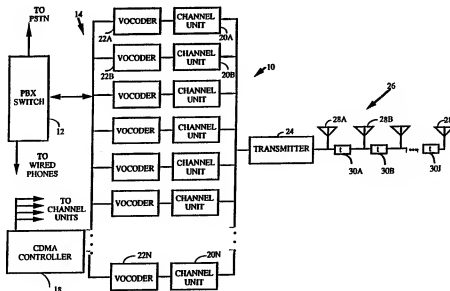 TO
PSTN
14
PBX
SWITCH
12
TO
WIRED
PHONES
TO
CHANNEL
UNITS
CDMA
CONTROLLER
18
22A
VOCODER
CHANNEL
UNIT
20A
22B
VOCODER
CHANNEL
UNIT
20B
VOCODER
CHANNEL
UNIT
VOCODER
CHANNEL
UNIT
VOCODER
CHANNEL
UNIT
VOCODER
CHANNEL
UNIT
22N
VOCODER
20N
CHANNEL
UNIT
10
24
TRANSMITTER
26
28A
28B
28
t
t
t
30A
30B
30J